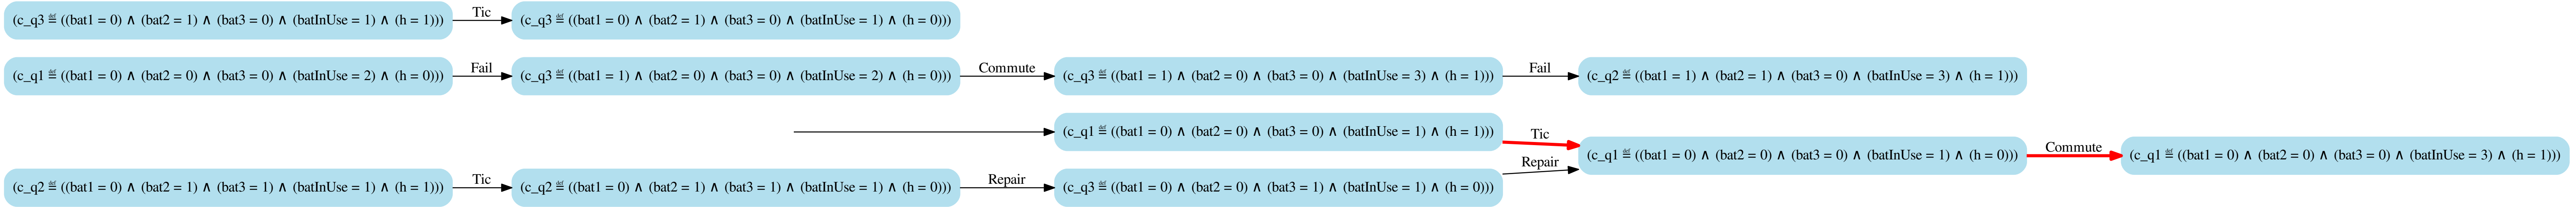 (c_q3 ≝ ((bat1 = 0) ∧ (bat2 = 1) ∧ (bat3 = 0) ∧ (batInUse = 1) ∧ (h = 1)))
Tic
(c_q3 ≝ ((bat1 = 0) ∧ (bat2 = 1) ∧ (bat3 = 0) ∧ (batInUse = 1) ∧ (h = 0)))
(c_q1 ≝ ((bat1 = 0) ∧ (bat2 = 0) ∧ (bat3 = 0) ∧ (batInUse = 2) ∧ (h = 0)))
Fail
(c_q3 ≝ ((bat1 = 1) ∧ (bat2 = 0) ∧ (bat3 = 0) ∧ (batInUse = 2) ∧ (h = 0)))
Commute
(c_q3 ≝ ((bat1 = 1) ∧ (bat2 = 0) ∧ (bat3 = 0) ∧ (batInUse = 3) ∧ (h = 1)))
Fail
(c_q2 ≝ ((bat1 = 1) ∧ (bat2 = 1) ∧ (bat3 = 0) ∧ (batInUse = 3) ∧ (h = 1)))
(c_q1 ≝ ((bat1 = 0) ∧ (bat2 = 0) ∧ (bat3 = 0) ∧ (batInUse = 1) ∧ (h = 1)))
Tic
(c_q1 ≝ ((bat1 = 0) ∧ (bat2 = 0) ∧ (bat3 = 0) ∧ (batInUse = 1) ∧ (h = 0)))
Commute
(c_q1 ≝ ((bat1 = 0) ∧ (bat2 = 0) ∧ (bat3 = 0) ∧ (batInUse = 3) ∧ (h = 1)))
(c_q2 ≝ ((bat1 = 0) ∧ (bat2 = 1) ∧ (bat3 = 1) ∧ (batInUse = 1) ∧ (h = 1)))
Tic
(c_q2 ≝ ((bat1 = 0) ∧ (bat2 = 1) ∧ (bat3 = 1) ∧ (batInUse = 1) ∧ (h = 0)))
Repair
(c_q3 ≝ ((bat1 = 0) ∧ (bat2 = 0) ∧ (bat3 = 1) ∧ (batInUse = 1) ∧ (h = 0)))
Repair